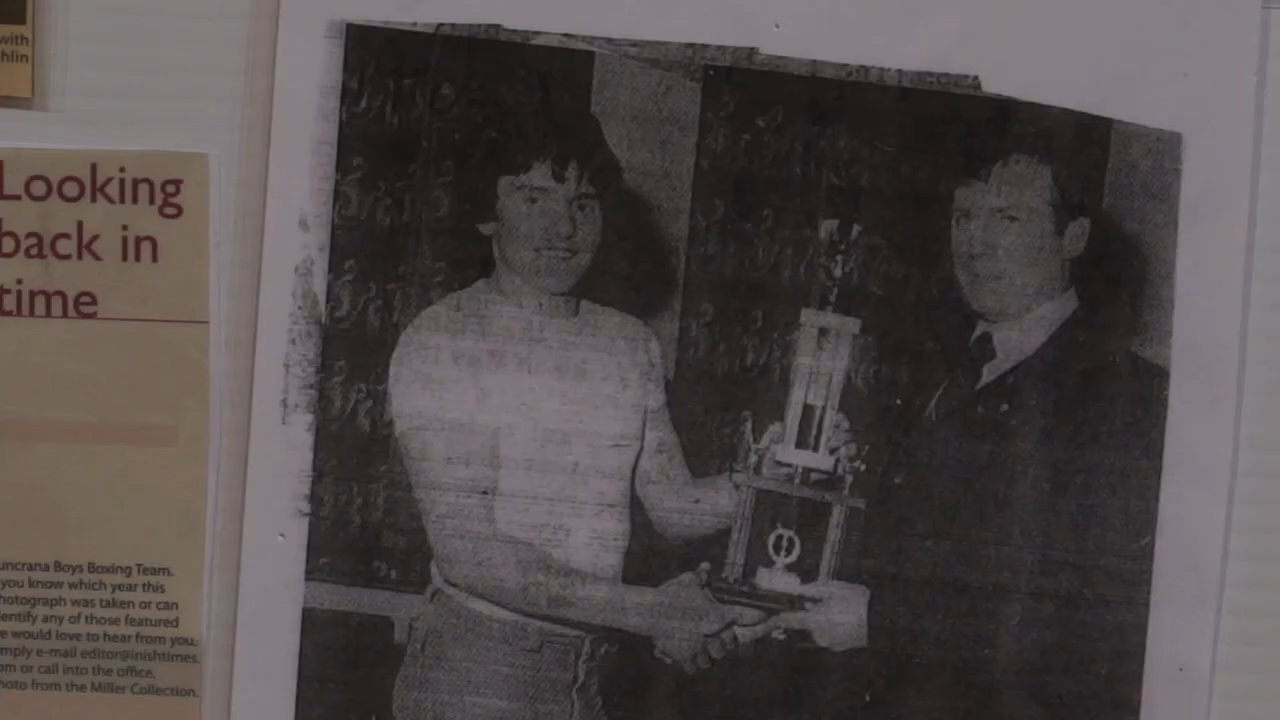 with
hlin
Looking
back in
time
uncrana Boys Boxing Team.
you know which year this
hotograph was taken or can
entify any of those featured
e would love to hear from you.
mply e-mail editor@inishtimes.
om or call into the office.
hoto from the Miller Collection.